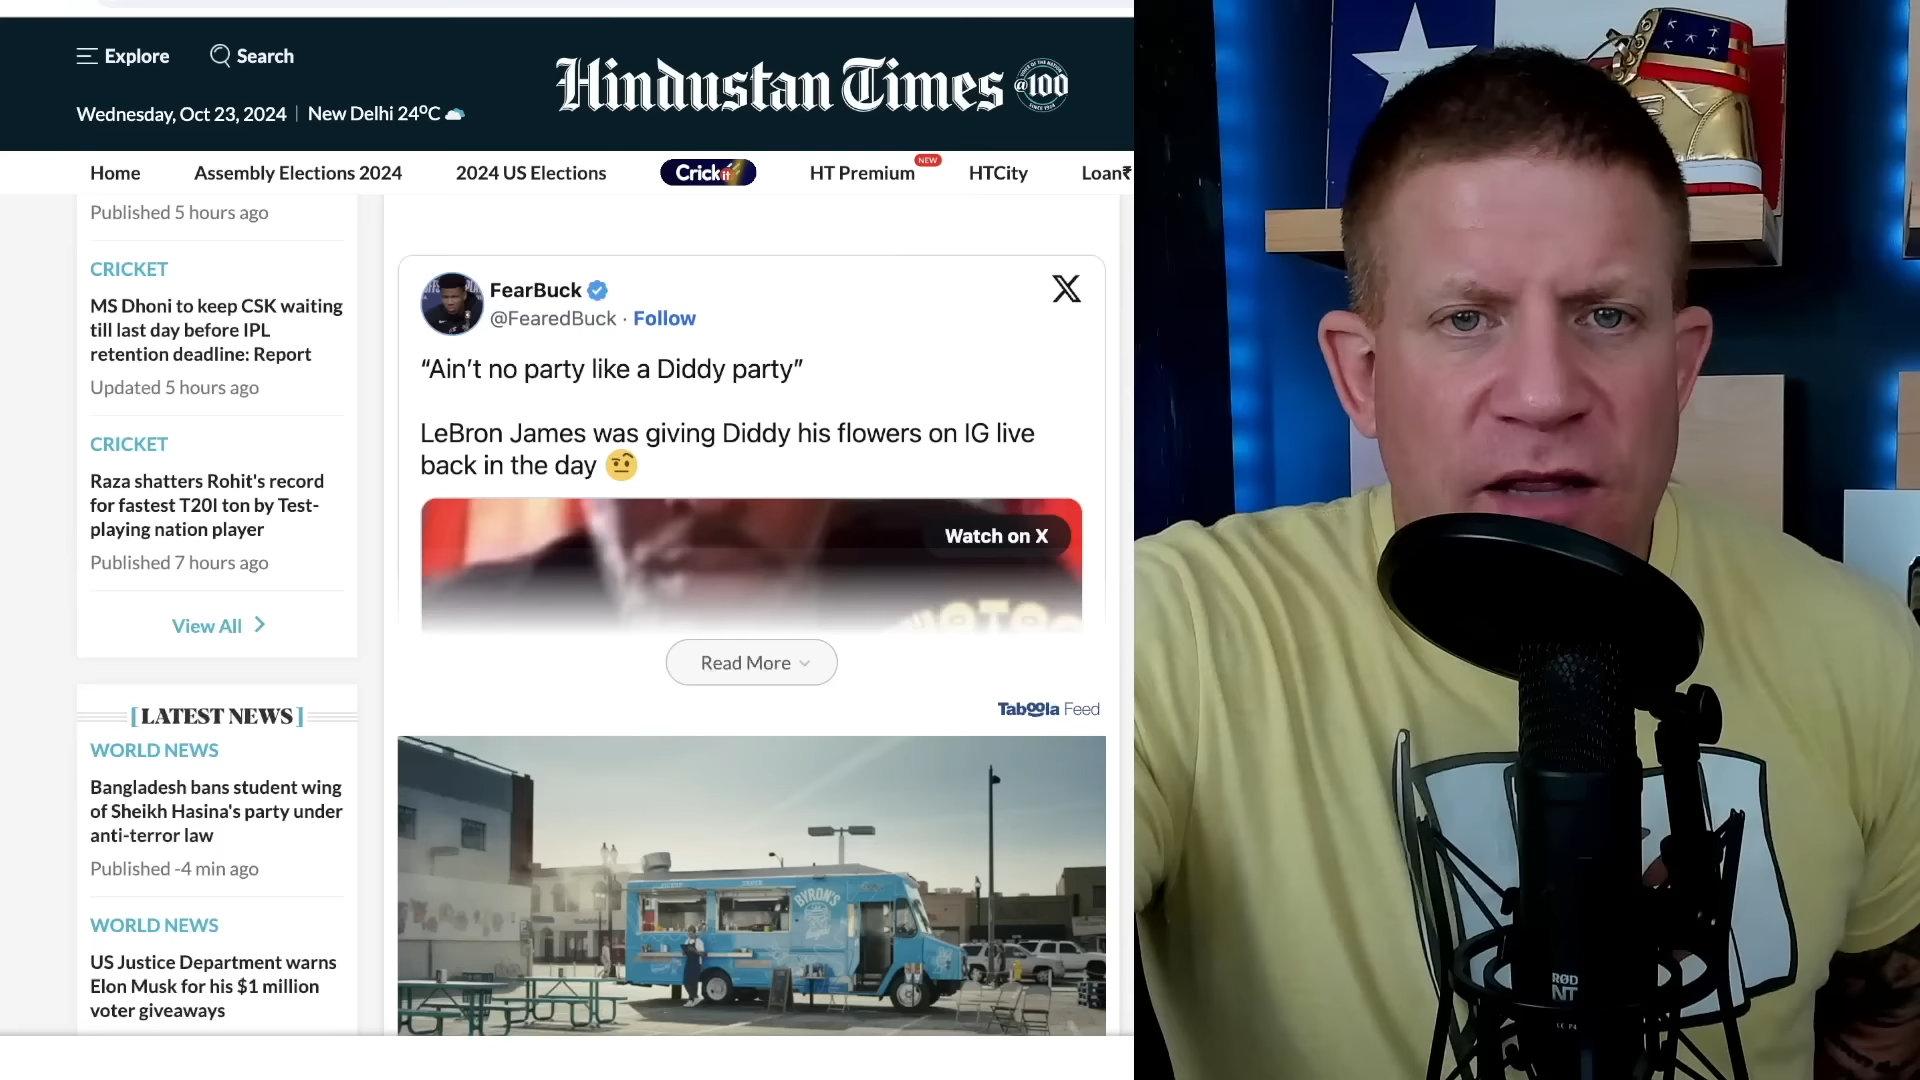 Explore
Search
Hindustan Times
@100
Wednesday, Oct 23, 2024 | New Delhi 24°C
Home
Assembly Elections 2024
2024 US Elections
Crickit
HT Premium
NEW
HTCity
Loan₹
Published 5 hours ago
CRICKET
MS Dhoni to keep CSK waiting
till last day before IPL
retention deadline: Report
Updated 5 hours ago
CRICKET
Raza shatters Rohit's record
for fastest T20I ton by Test-
playing nation player
Published 7 hours ago
View All
[LATEST NEWS]
WORLD NEWS
Bangladesh bans student wing
of Sheikh Hasina's party under
anti-terror law
Published -4 min ago
WORLD NEWS
US Justice Department warns
Elon Musk for his $1 million
voter giveaways
FearBuck
@FearedBuck · Follow
“Ain’t no party like a Diddy party”
LeBron James was giving Diddy his flowers on IG live
back in the day 🤨
Watch on X
Read More
Taboola Feed
BYRON'S
RØD
NT